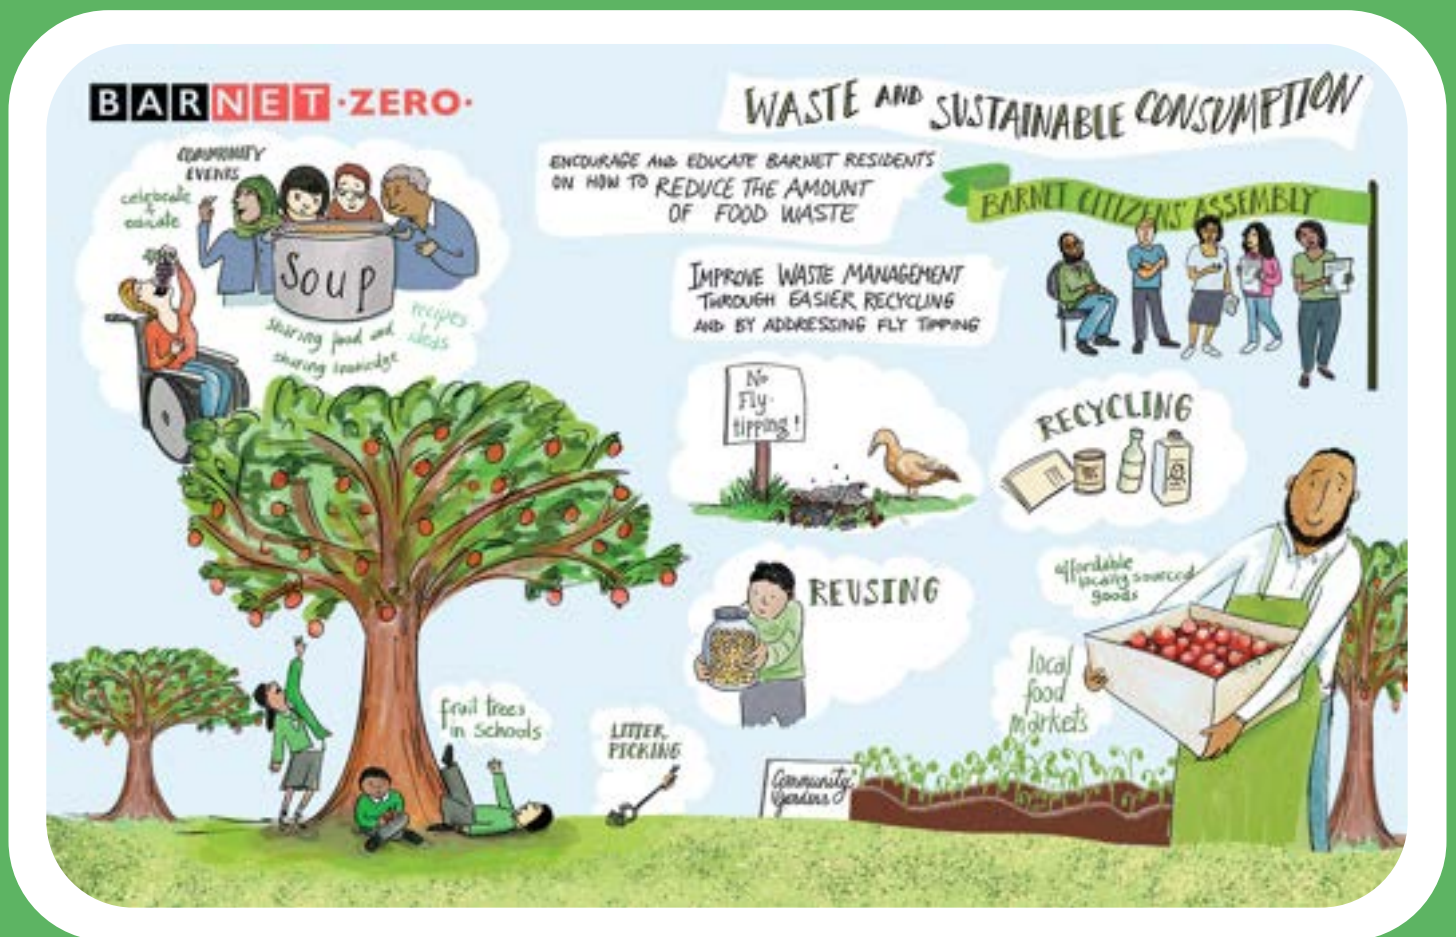 BARNET ·ZERO·
WASTE AND SUSTAINABLE CONSUMPTION
COMMUNITY
EVENTS
celebrate
+
educate
Soup
sharing food and
sharing knowledge
recipes
ideas
ENCOURAGE AND EDUCATE BARNET RESIDENTS
ON HOW TO REDUCE THE AMOUNT
OF FOOD WASTE
BARNET CITIZENS' ASSEMBLY
IMPROVE WASTE MANAGEMENT
THROUGH EASIER RECYCLING
AND BY ADDRESSING FLY TIPPING
No
Fly-
tipping!
RECYCLING
REUSING
affordable
locally sourced
goods
local
food
markets
fruit trees
in schools
LITTER
PICKING
Community
Gardens